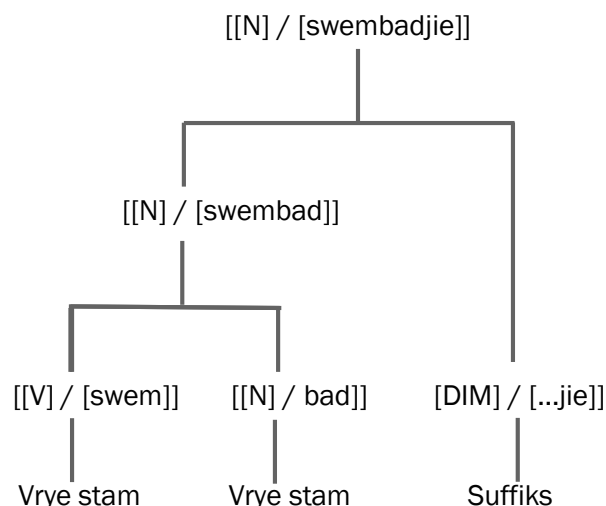 [[N] / [swembadjie]]
[[N] / [swembad]]
[[V] / [swem]] [[N] / bad]] [DIM] / [...jie]]
Vrye stam Vrye stam Suffiks